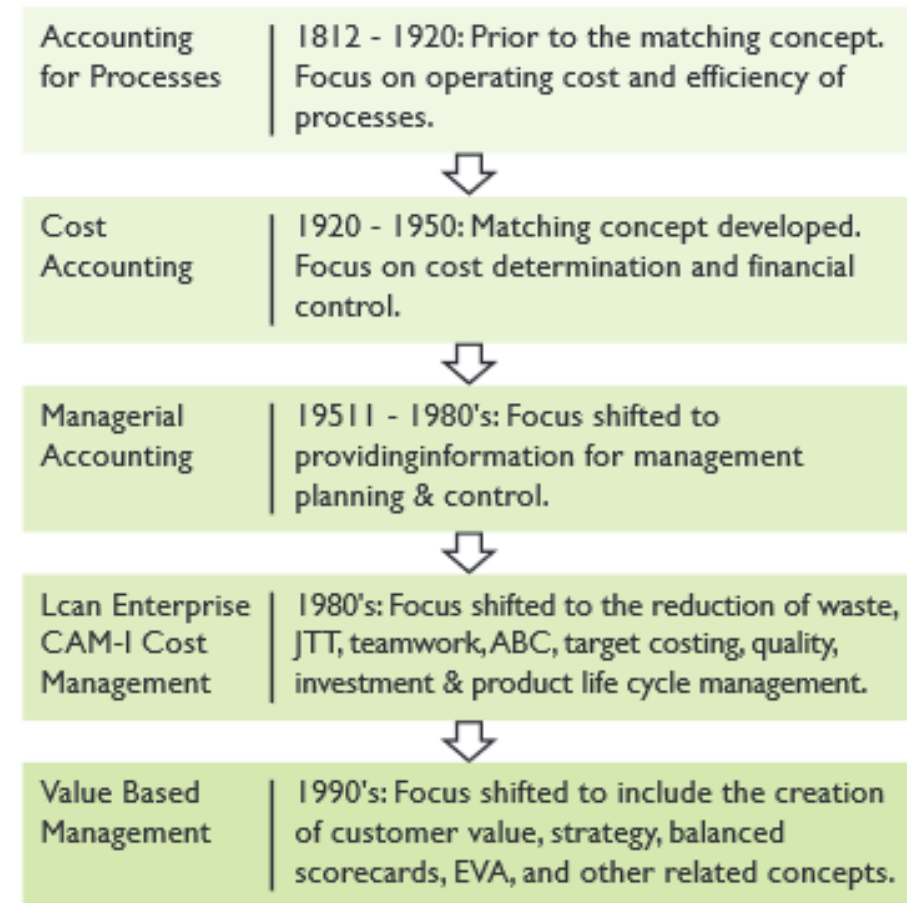 Accounting
for Processes
1812 - 1920: Prior to the matching concept.
Focus on operating cost and efficiency of
processes.
Cost
Accounting
1920 - 1950: Matching concept developed.
Focus on cost determination and financial
control.
Managerial
Accounting
19511 - 1980's: Focus shifted to
providinginformation for management
planning & control.
Lcan Enterprise
CAM-I Cost
Management
1980's: Focus shifted to the reduction of waste,
JTT, teamwork, ABC, target costing, quality,
investment & product life cycle management.
Value Based
Management
1990's: Focus shifted to include the creation
of customer value, strategy, balanced
scorecards, EVA, and other related concepts.